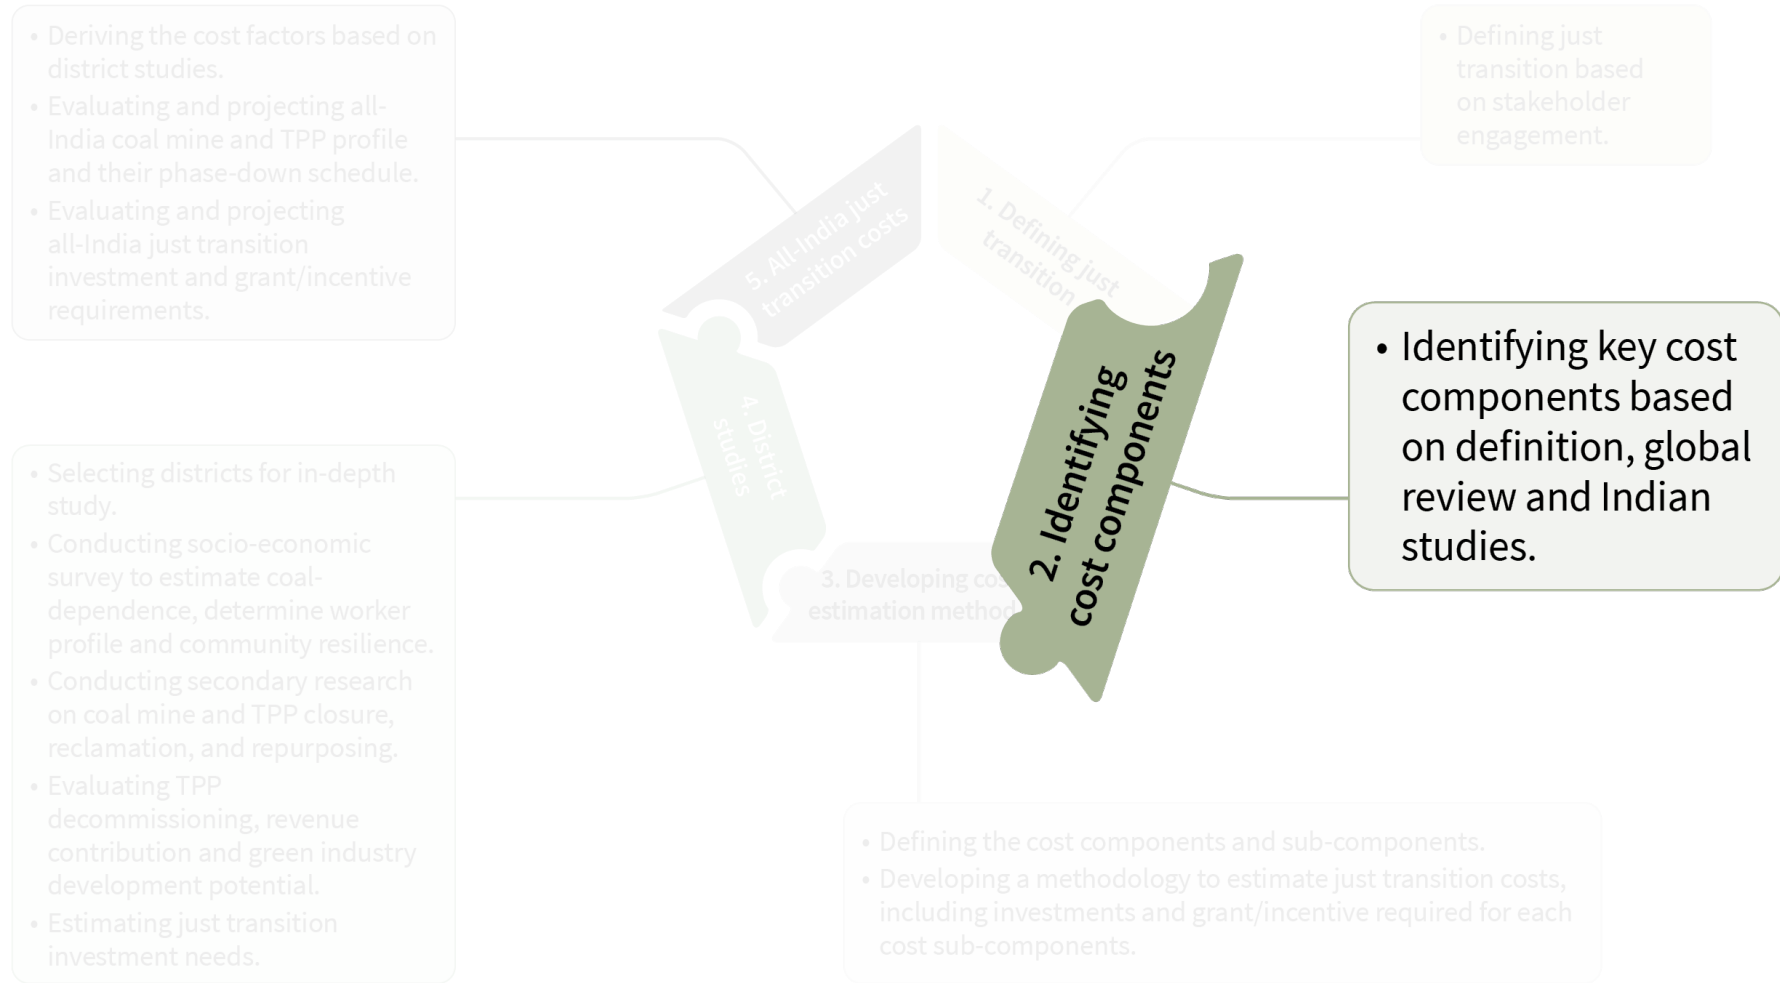 • Deriving the cost factors based on
district studies.
• Evaluating and projecting all-
India coal mine and TPP profile
and their phase-down schedule.
• Evaluating and projecting
all-India just transition
investment and grant/incentive
requirements.
• Defining just
transition based
on stakeholder
engagement.
5. All-India just
transition costs
1. Defining just
transition
2. Identifying
cost components
• Identifying key cost
components based
on definition, global
review and Indian
studies.
4. District
studies
3. Developing
estimation
• Selecting districts for in-depth
study.
• Conducting socio-economic
survey to estimate coal-
dependence, determine worker
profile and community resilience.
• Conducting secondary research
on coal mine and TPP closure,
reclamation, and repurposing.
• Evaluating TPP
decommissioning, revenue
contribution and green industry
development potential.
• Estimating just transition
investment needs.
• Defining the cost components and sub-components.
• Developing a methodology to estimate just transition costs,
including investments and grant/incentive required for each
cost sub-components.